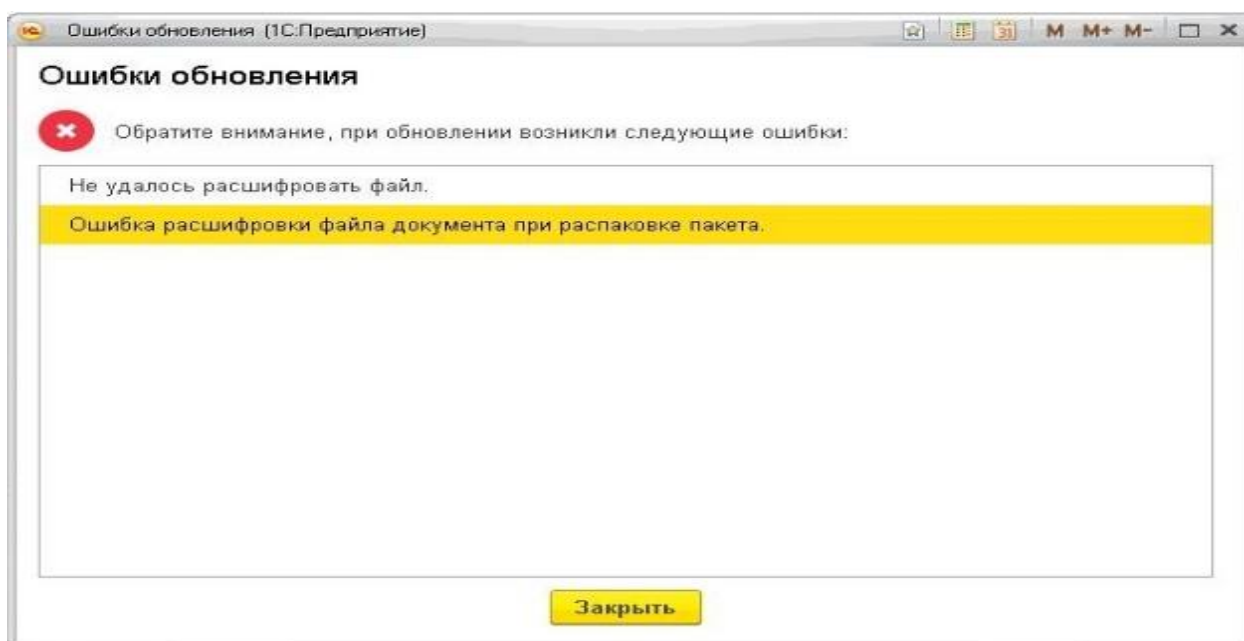 Ошибки обновления (1С:Предприятие)
M M+ M-
Ошибки обновления
Обратите внимание, при обновлении возникли следующие ошибки:
Не удалось расшифровать файл.
Ошибка расшифровки файла документа при распаковке пакета.
Закрыть